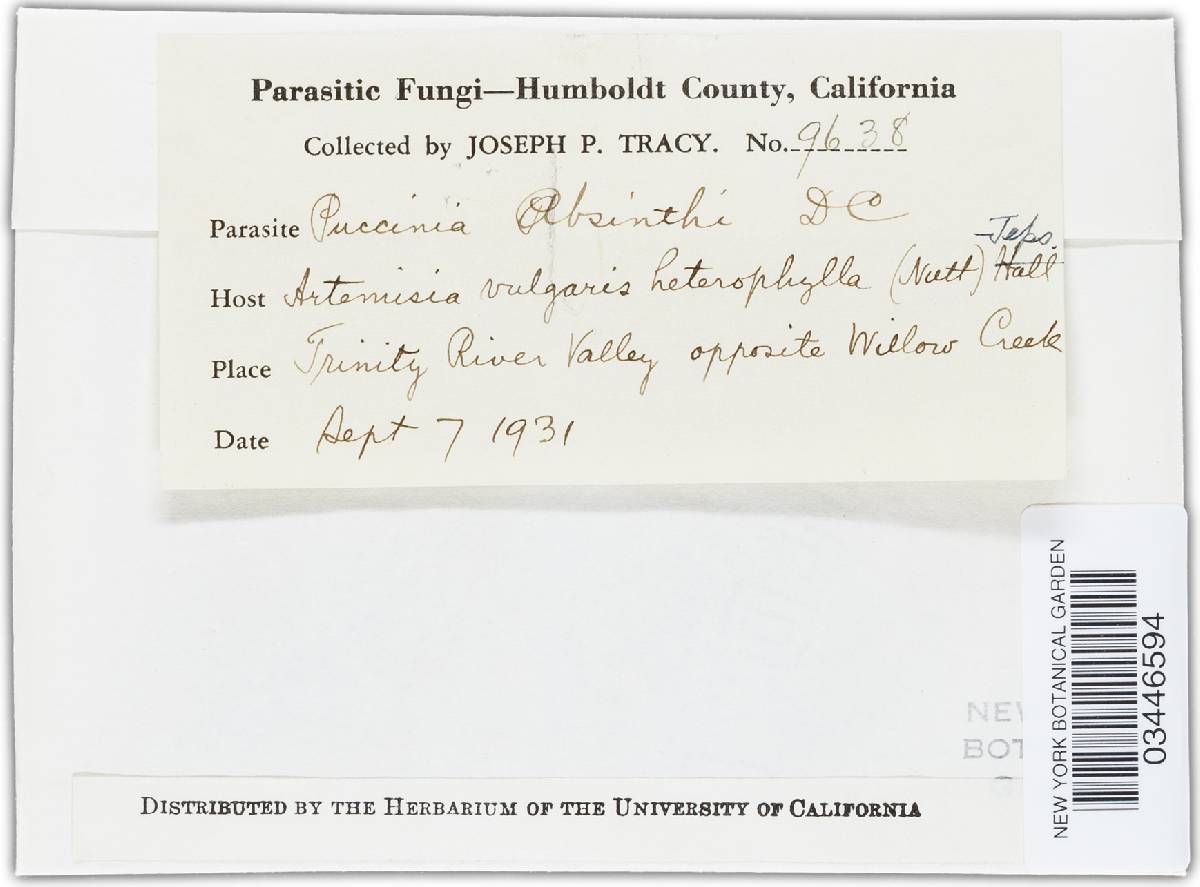 Parasitic Fungi—Humboldt County, California
Collected by JOSEPH P. TRACY. No. 9638
Parasite Puccinia Absinthi DC
Jeps.
Host Artemisia vulgaris heterophylla (Nutt) Hall
Place Trinity River Valley opposite Willow Creek
Date Sept 7 1931
NEW YORK BOTANICAL GARDEN
03446594
NEW
BOT
G
DISTRIBUTED BY THE HERBARIUM OF THE UNIVERSITY OF CALIFORNIA